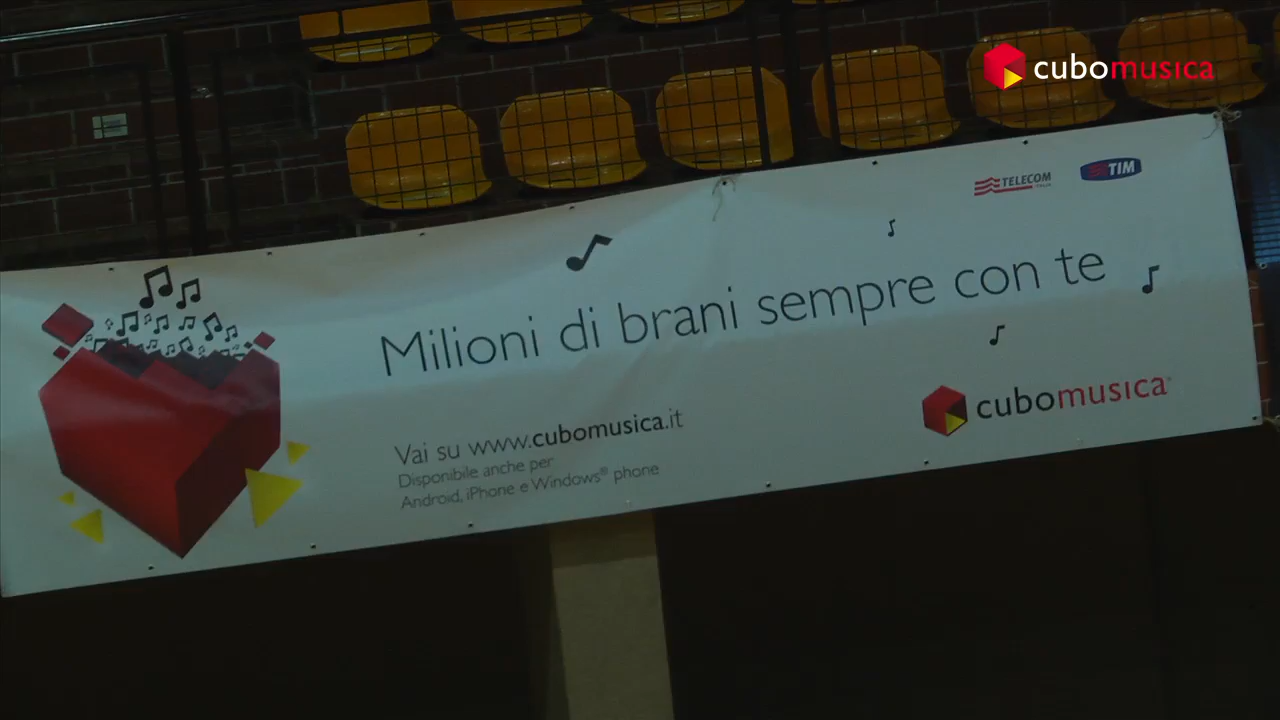 cubomusica
TELECOM
ITALIA
TIM
Milioni di brani sempre con te
cubomusica
Vai su www.cubomusica.it
Disponibile anche per
Android, iPhone e Windows® phone